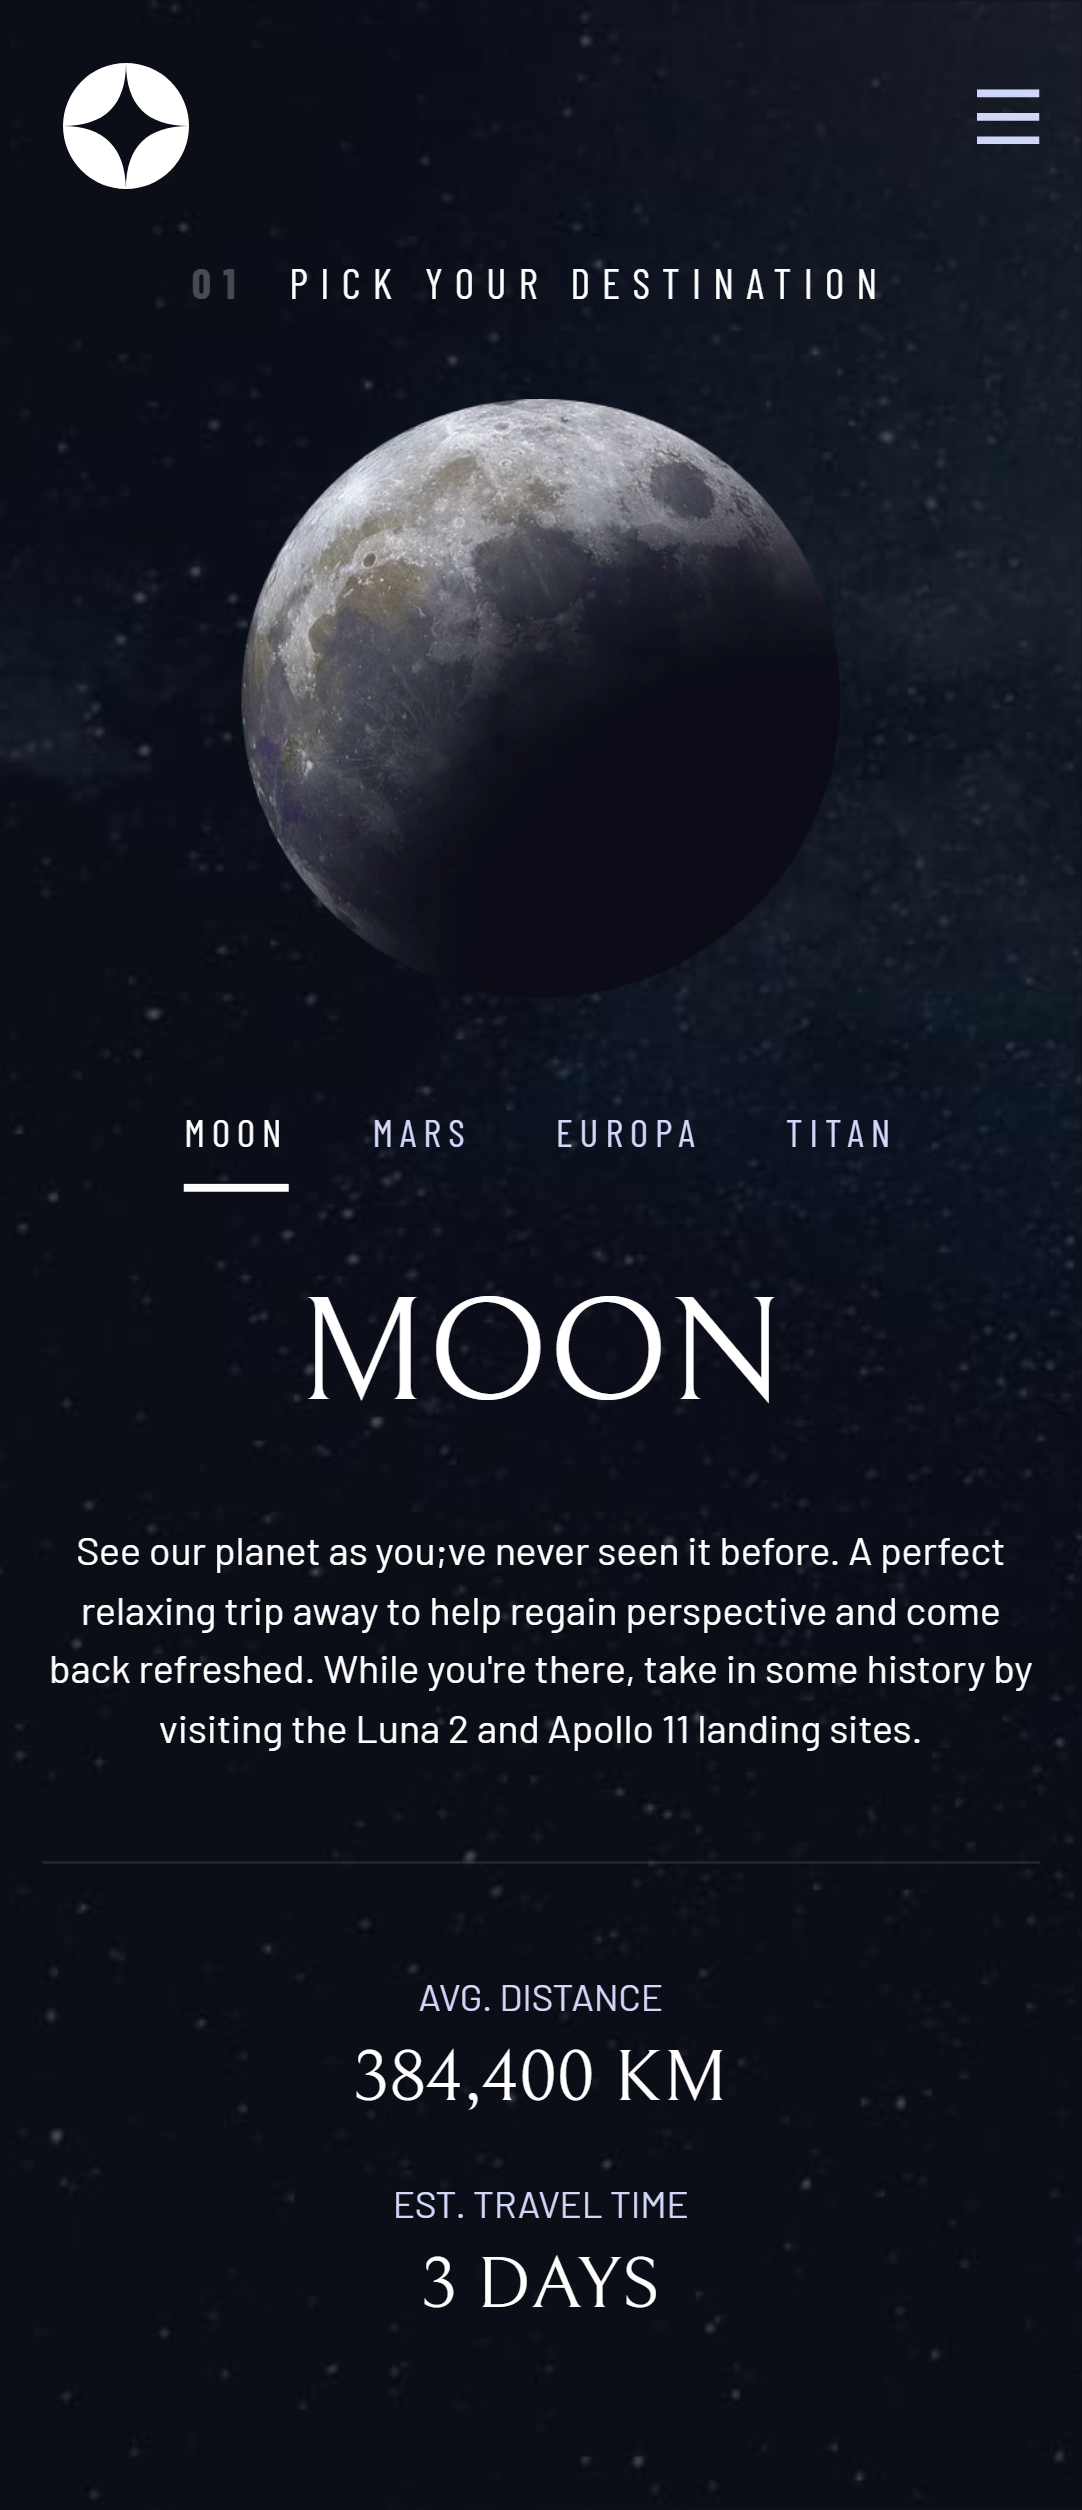 01 PICK YOUR DESTINATION
MOON MARS EUROPA TITAN
MOON
See our planet as you;ve never seen it before. A perfect
relaxing trip away to help regain perspective and come
back refreshed. While you're there, take in some history by
visiting the Luna 2 and Apollo 11 landing sites.
AVG. DISTANCE
384,400 KM
EST. TRAVEL TIME
3 DAYS